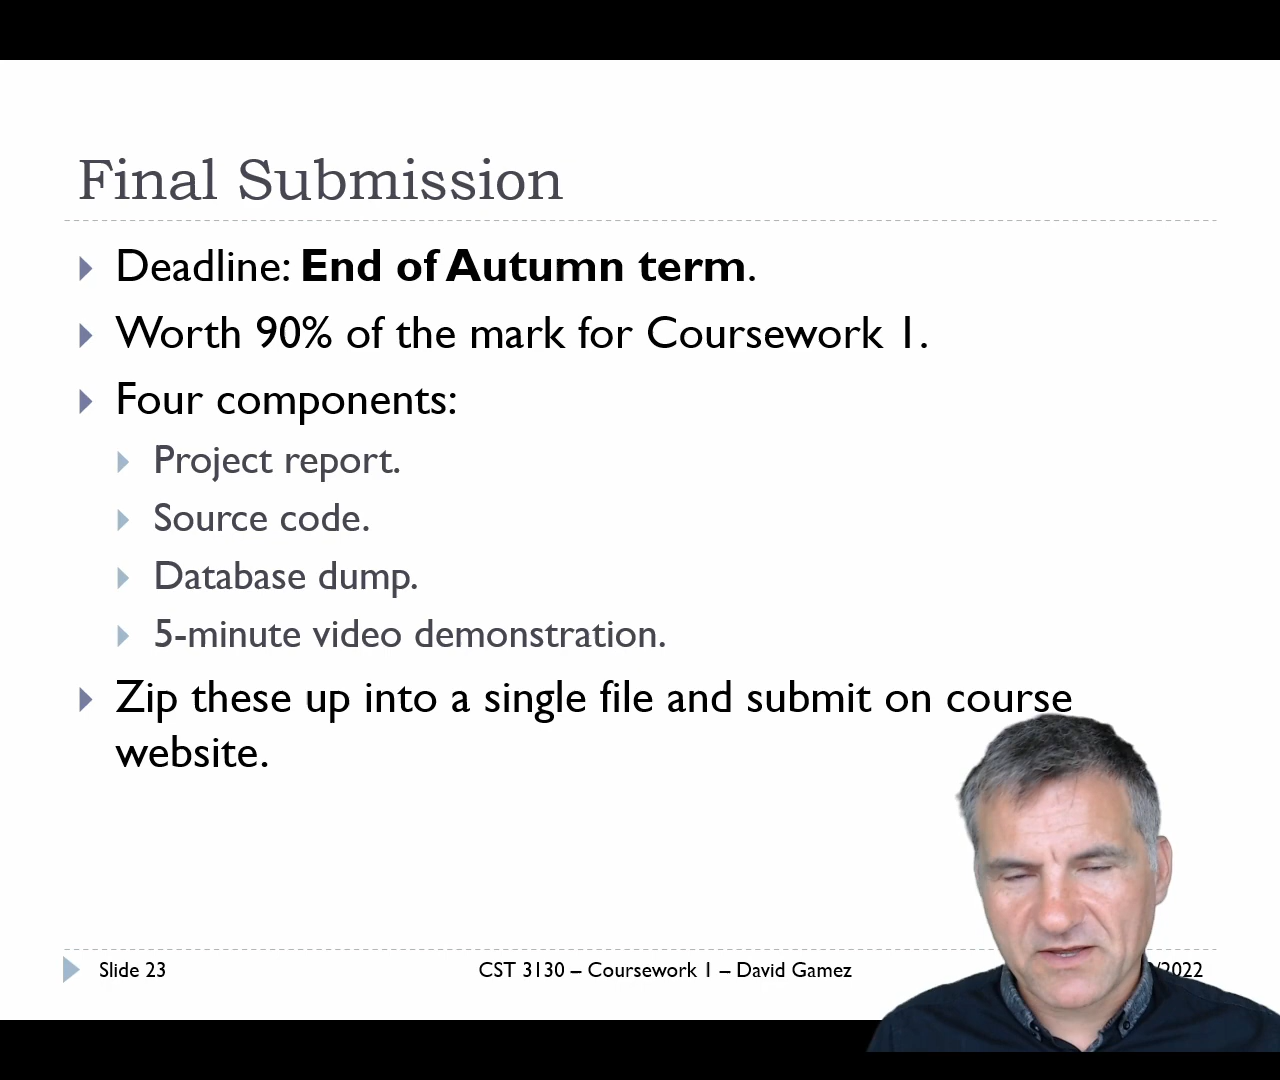 Final Submission
Deadline: End of Autumn term.
Worth 90% of the mark for Coursework 1.
Four components:
Project report.
Source code.
Database dump.
5-minute video demonstration.
Zip these up into a single file and submit on course
website.
Slide 23
CST 3130 – Coursework 1 – David Gamez
/2022